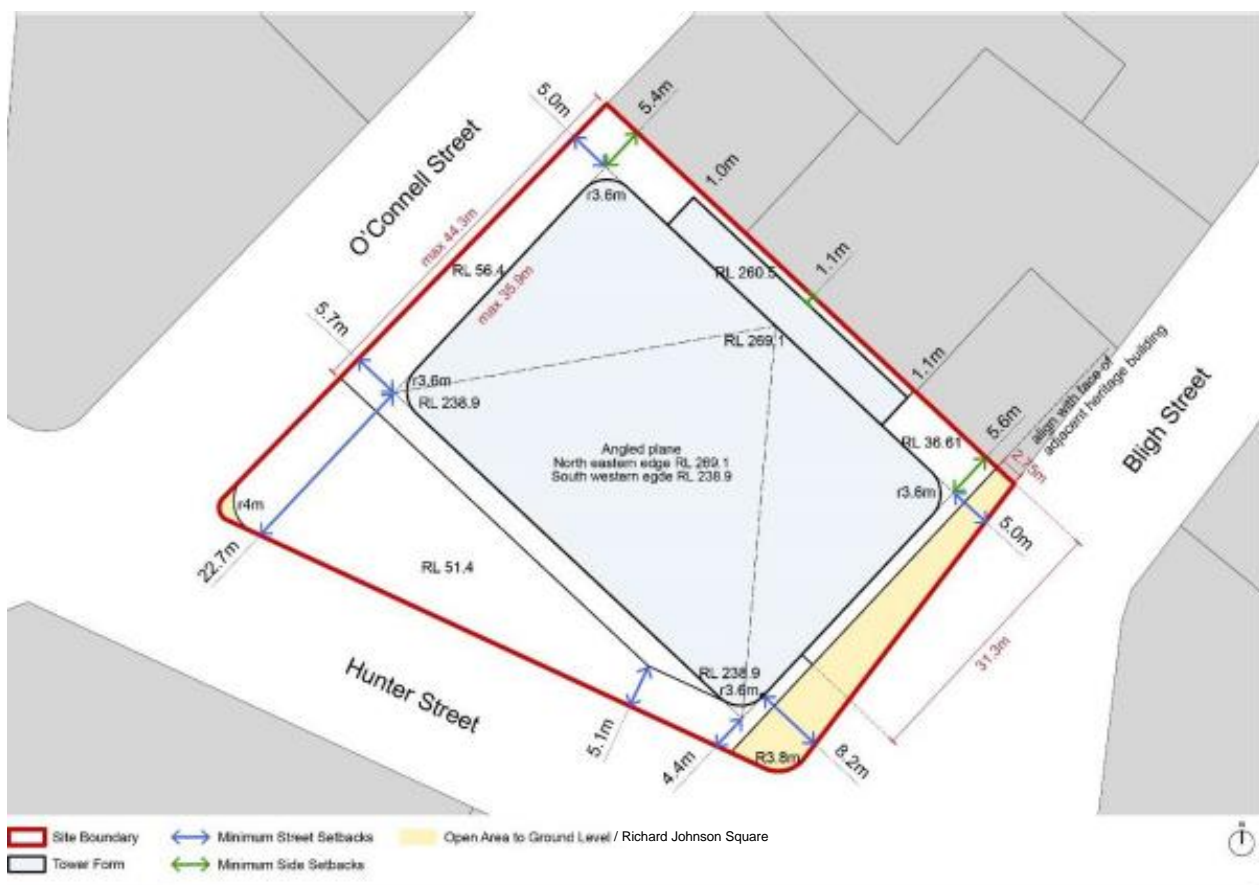 5.0m
5.4m
O'Connell Street
1.0m
r3.6m
max 44.3m
RL 56.4
max 35.9m
RL 260.5
1.1m
5.7m
RL 269.1
r3.6m
RL 238.9
1.1m
align with face of
adjacent heritage building
Bligh Street
5.6m
RL 36.61
Angled plane
North eastern edge RL 269.1
South western egde RL 238.9
r3.6m
r4m
5.0m
22.7m
RL 51.4
31.3m
Hunter Street
RL 238.9
r3.6m
5.1m
4.4m
R3.8m
8.2m
Site Boundary
Minimum Street Setbacks
Open Area to Ground Level / Richard Johnson Square
Tower Form
Minimum Side Setbacks